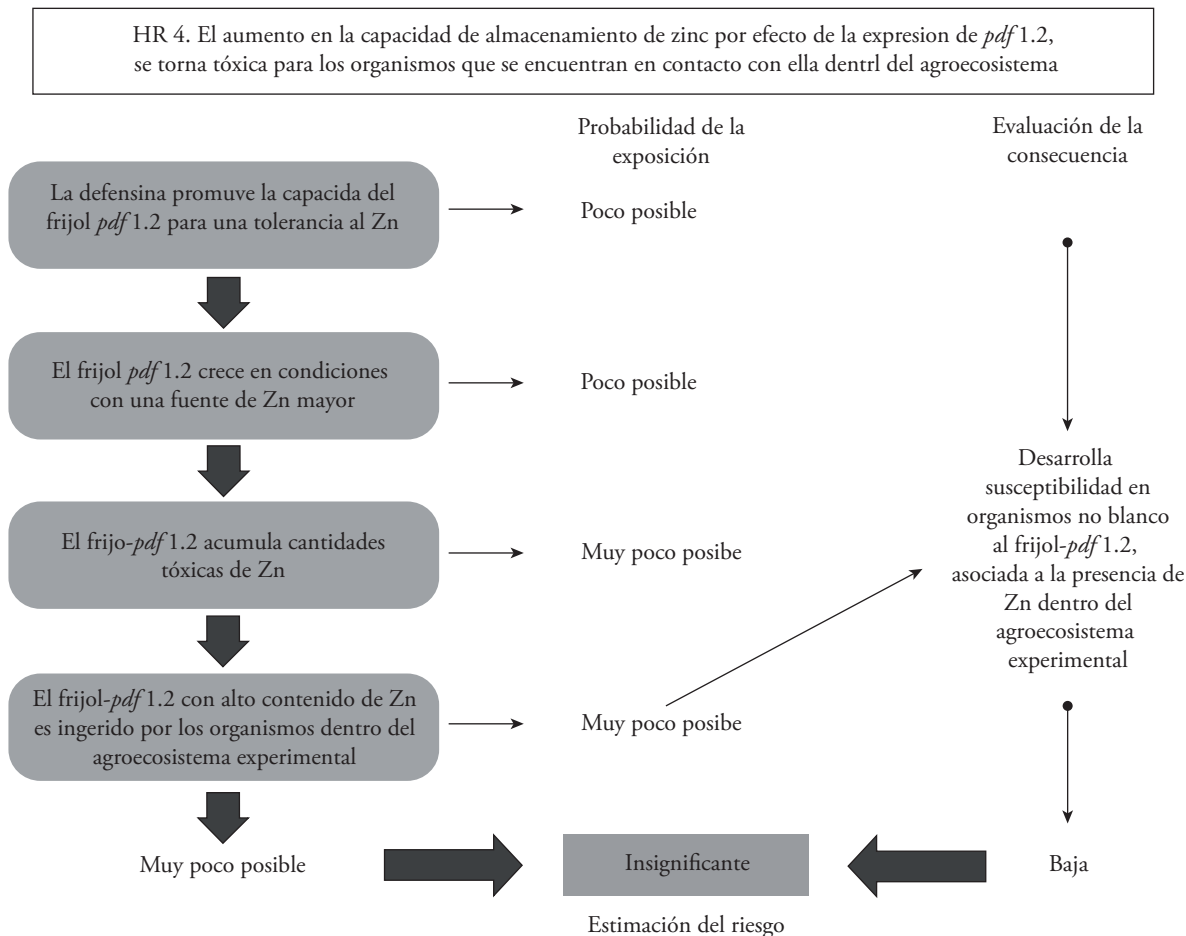 HR 4. El aumento en la capacidad de almacenamiento de zinc por efecto de la expresion de pdf 1.2,
se torna tóxica para los organismos que se encuentran en contacto con ella dentrl del agroecosistema
Probabilidad de la
exposición
Evaluación de la
consecuencia
La defensina promuve la capacida del
frijol pdf 1.2 para una tolerancia al Zn
Poco posible
El frijol pdf 1.2 crece en condiciones
con una fuente de Zn mayor
Poco posible
El frijo-pdf 1.2 acumula cantidades
tóxicas de Zn
Muy poco posibe
El frijol-pdf 1.2 con alto contenido de Zn
es ingerido por los organismos dentro del
agroecosistema experimental
Muy poco posibe
Desarrolla
susceptibilidad en
organismos no blanco
al frijol-pdf 1.2,
asociada a la presencia de
Zn dentro del
agroecosistema
experimental
Muy poco posible
Insignificante
Baja
Estimación del riesgo